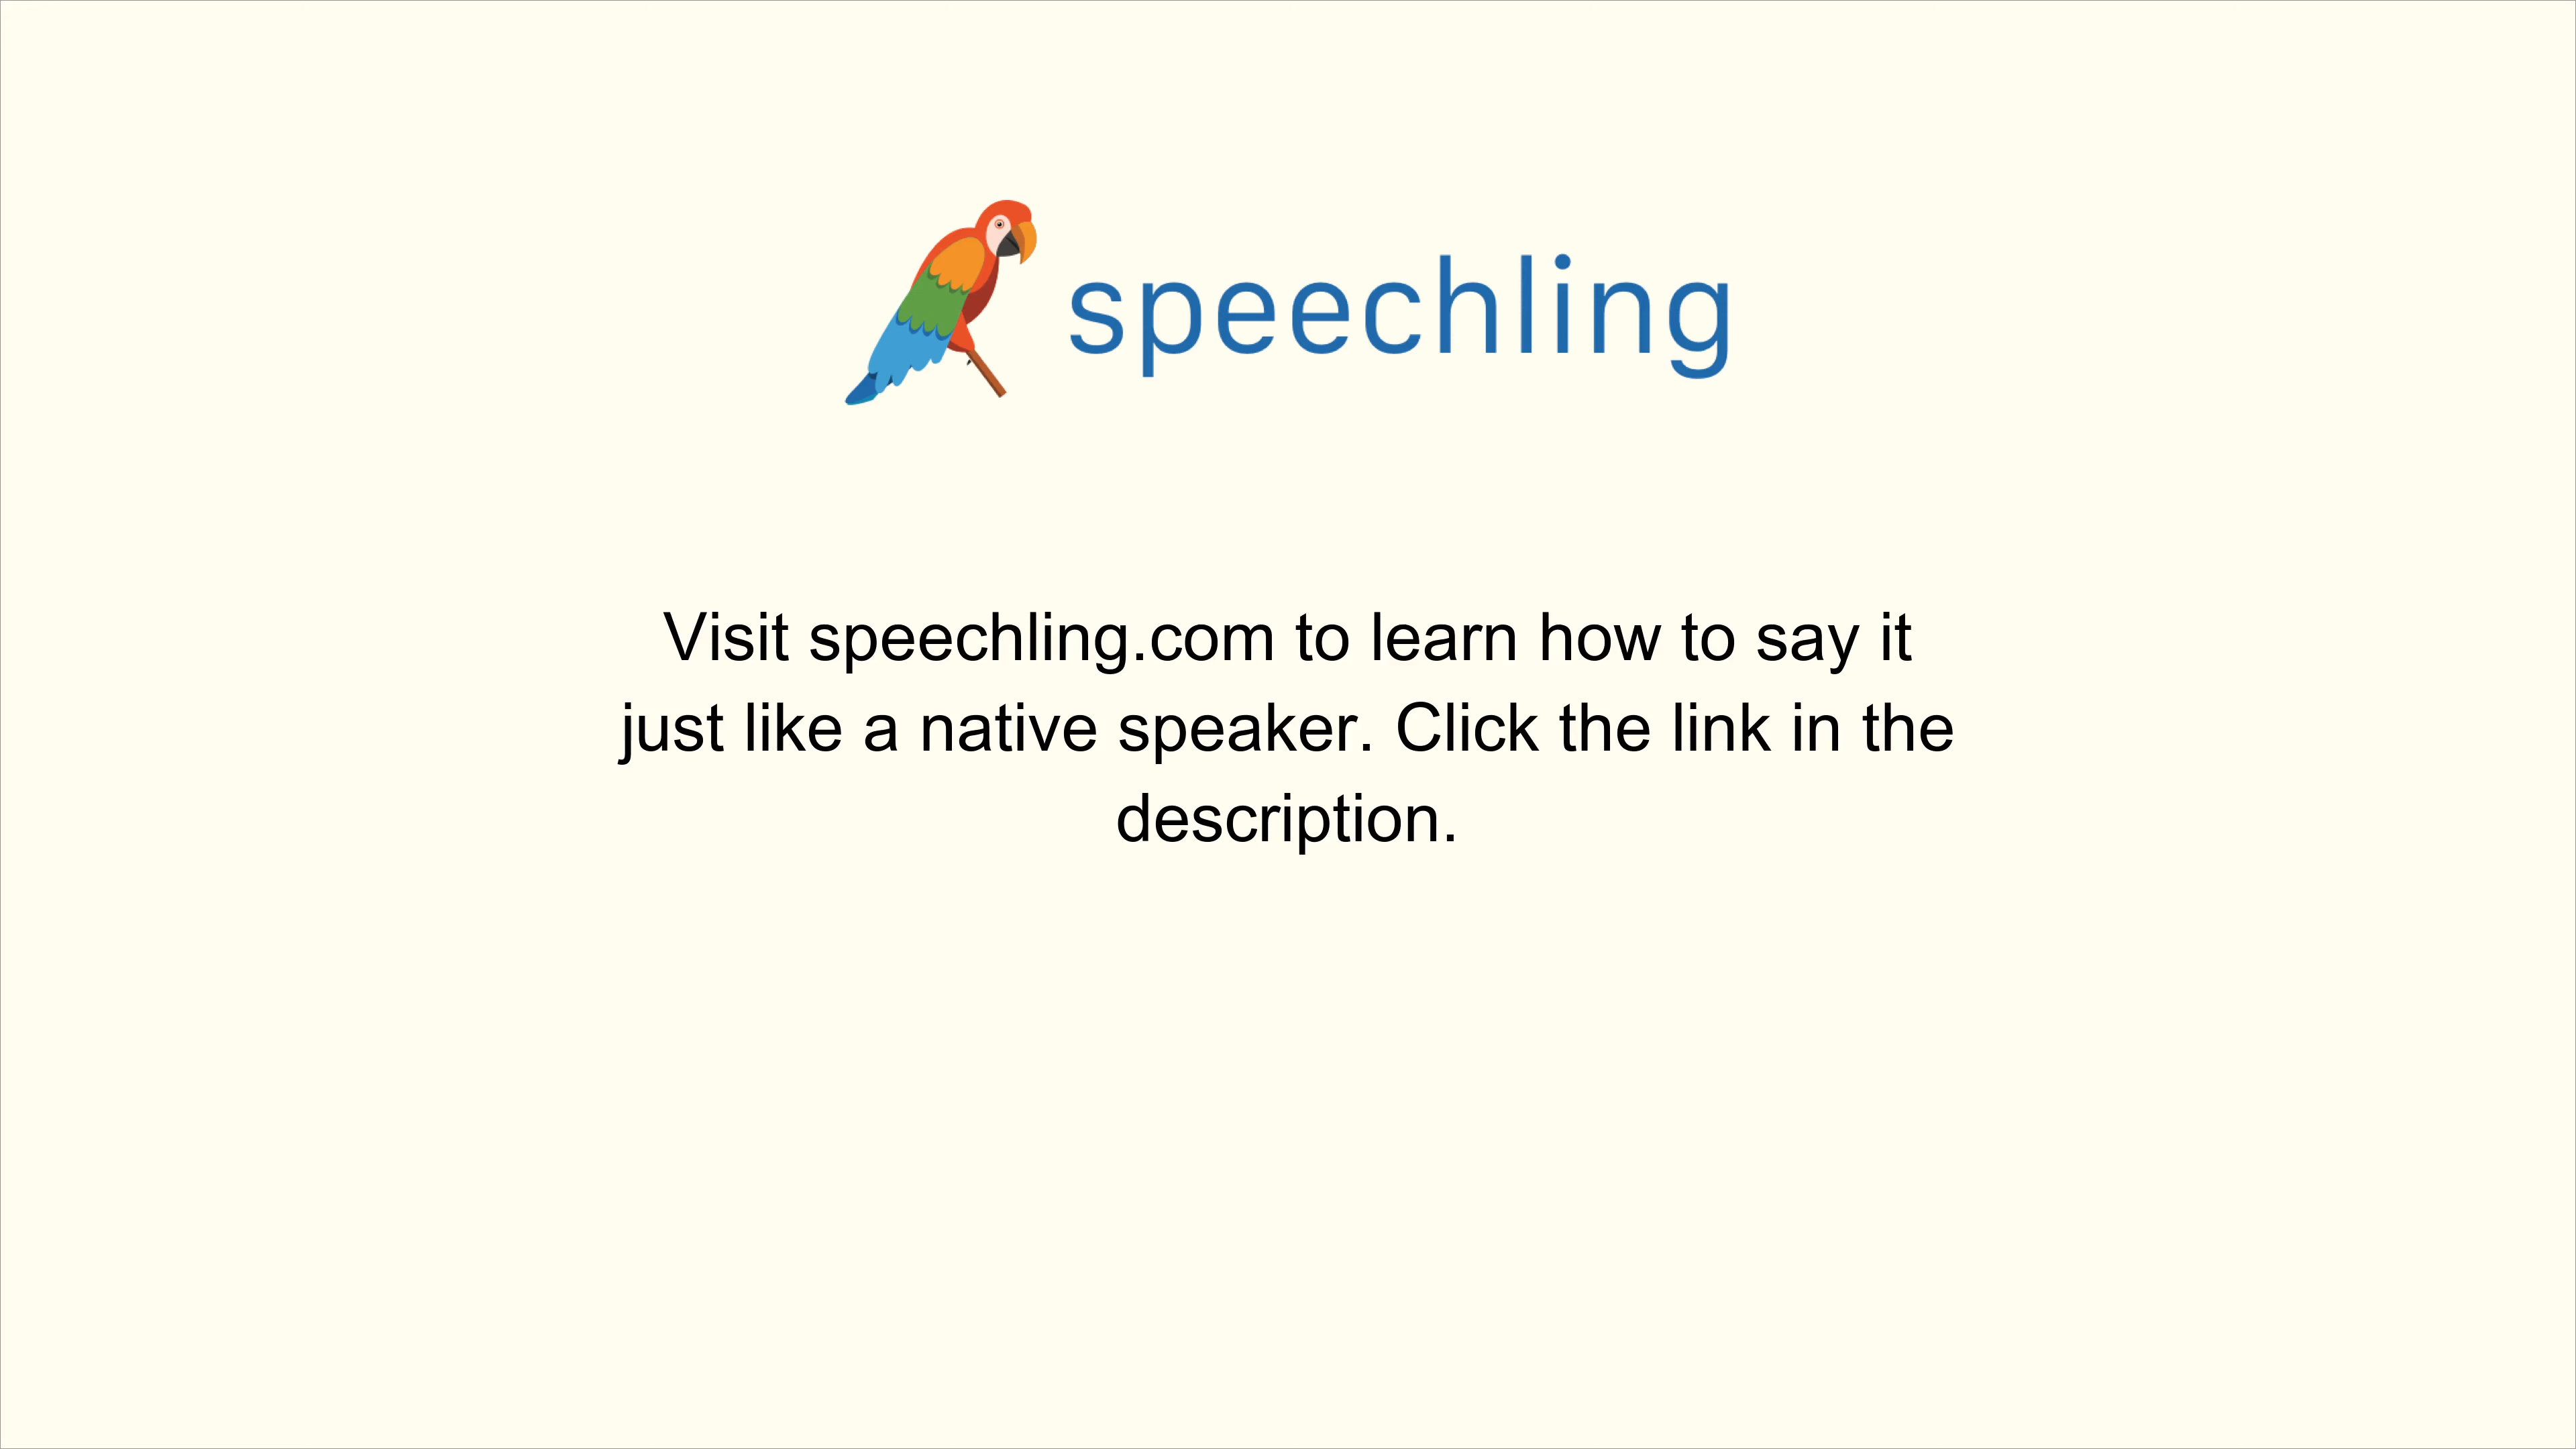 speechling
Visit speechling.com to learn how to say it
just like a native speaker. Click the link in the
description.